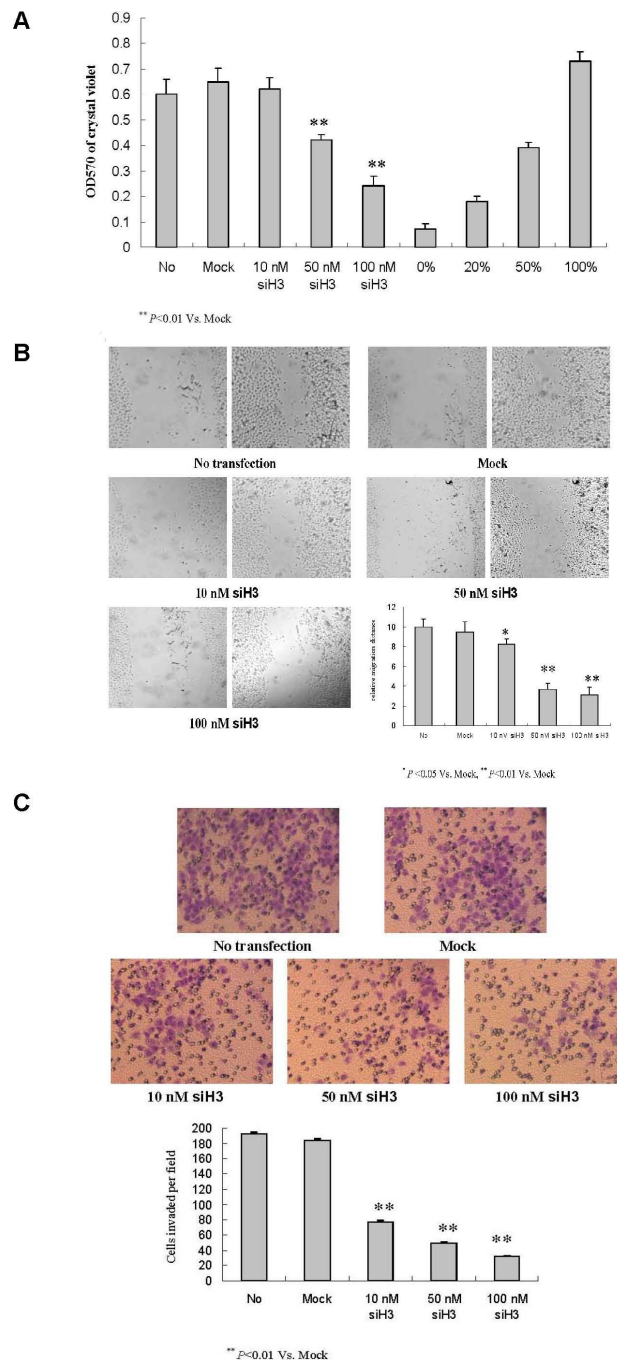 A
OD570 of crystal violet
0.9
0.8
0.7
0.6
0.5
0.4
0.3
0.2
0.1
0
** **
No Mock 10 nM siH3 50 nM siH3 100 nM siH3 0% 20% 50% 100%
** P<0.01 Vs. Mock
B
No transfection Mock
10 nM siH3 50 nM siH3
100 nM siH3
relative migration distance
12
10
8
6
4
2
0
* ** **
No Mock 10 nM siH3 50 nM siH3 100 nM siH3
* P<0.05 Vs. Mock, ** P<0.01 Vs. Mock
C
No transfection Mock
10 nM siH3 50 nM siH3 100 nM siH3
Cells invaded per field
200
180
160
140
120
100
80
60
40
20
0
** ** **
No Mock 10 nM siH3 50 nM siH3 100 nM siH3
** P<0.01 Vs. Mock